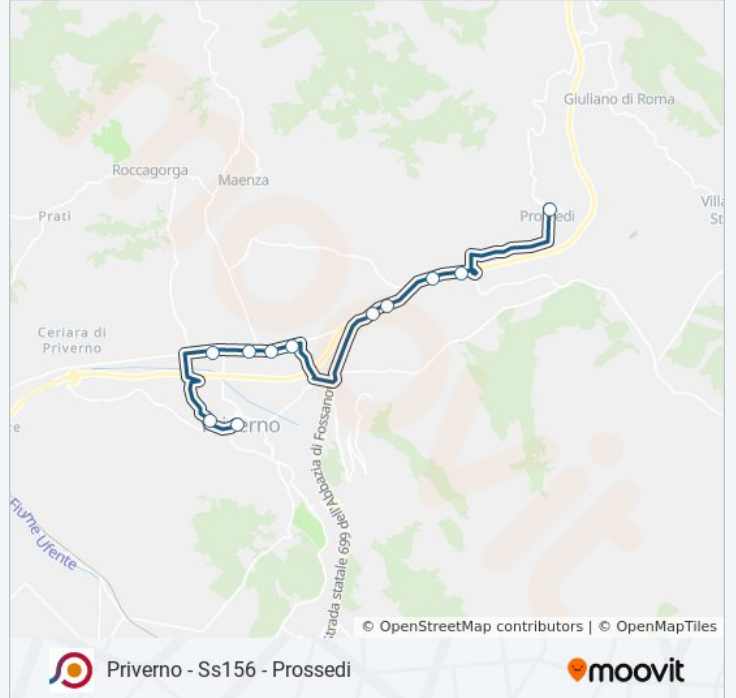 Giuliano di Roma
Roccagorga
Maenza
Villa
St
Prati
Prossedi
Ceriara di
Priverno
Priverno
Strada statale 699 dell'Abbazia di Fossano
Fiume Ufente
© OpenStreetMap contributors | © OpenMapTiles
Priverno - Ss156 - Prossedi
moovit